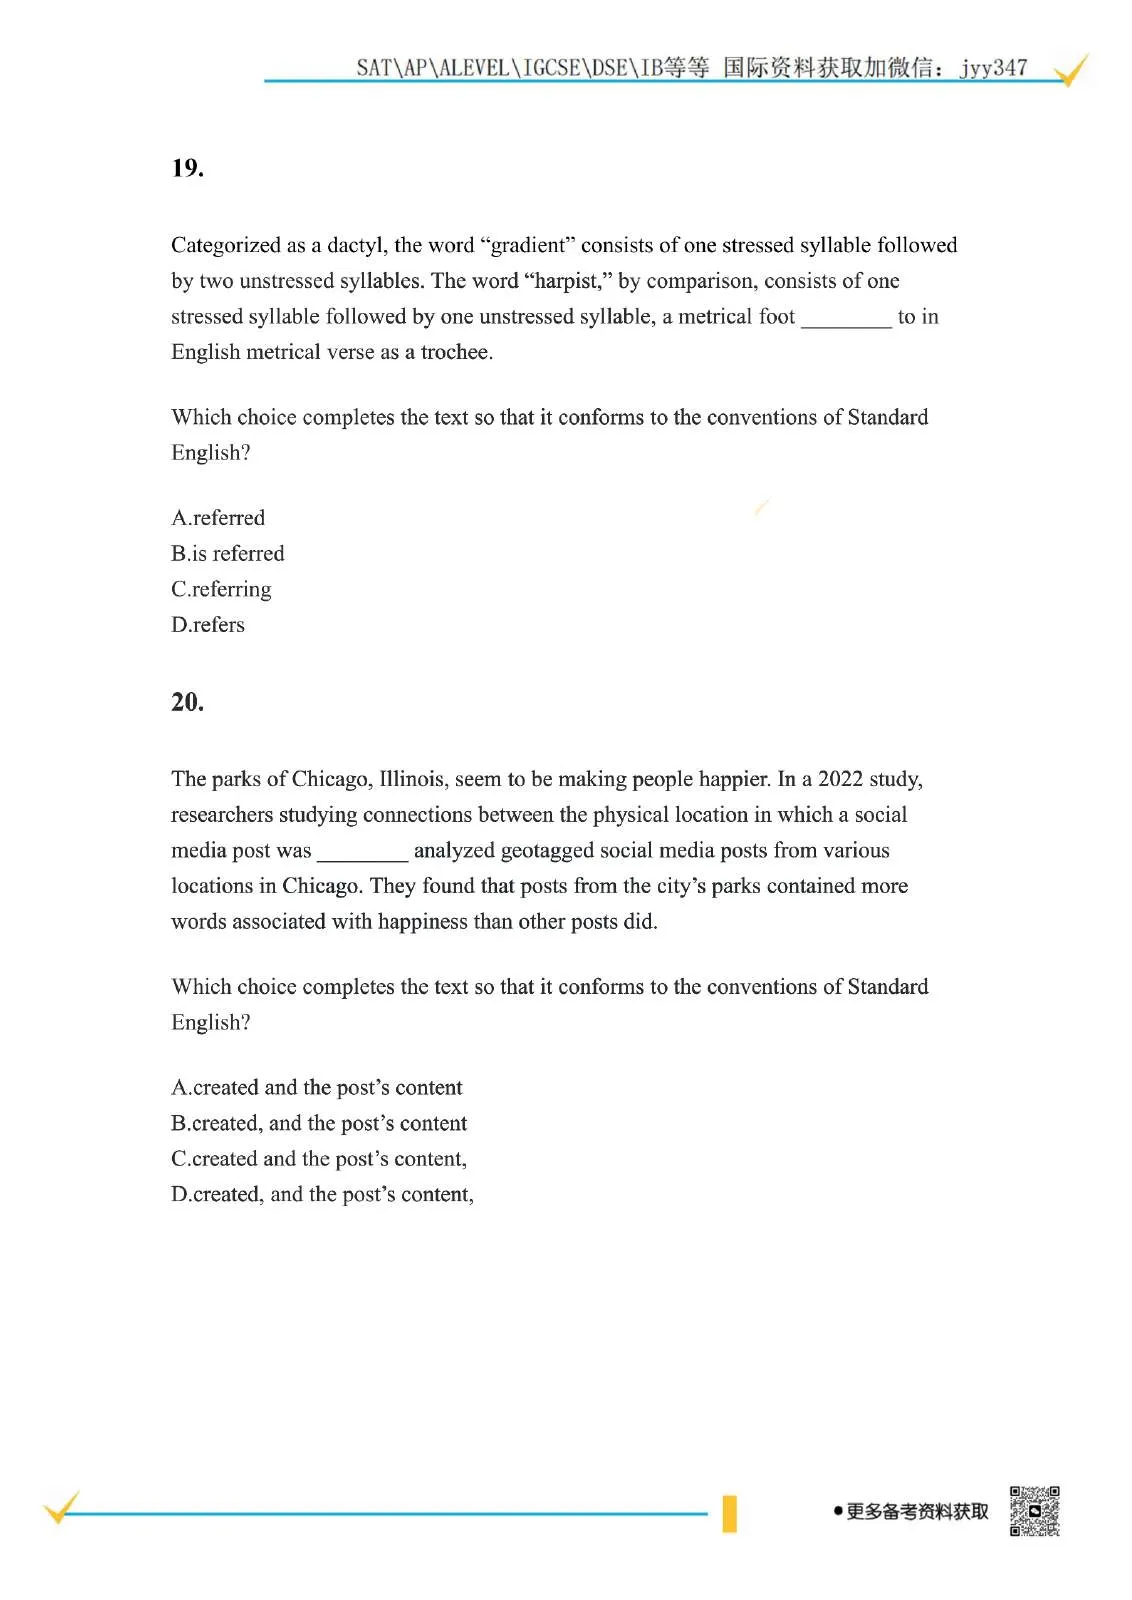 SAT\AP\ALEVEL\IGCSE\DSE\IB等等 国际资料获取加微信：jyy347
19.
Categorized as a dactyl, the word “gradient” consists of one stressed syllable followed
by two unstressed syllables. The word “harpist,” by comparison, consists of one
stressed syllable followed by one unstressed syllable, a metrical foot ________ to in
English metrical verse as a trochee.
Which choice completes the text so that it conforms to the conventions of Standard
English?
A.referred
B.is referred
C.referring
D.refers
20.
The parks of Chicago, Illinois, seem to be making people happier. In a 2022 study,
researchers studying connections between the physical location in which a social
media post was ________ analyzed geotagged social media posts from various
locations in Chicago. They found that posts from the city’s parks contained more
words associated with happiness than other posts did.
Which choice completes the text so that it conforms to the conventions of Standard
English?
A.created and the post’s content
B.created, and the post’s content
C.created and the post’s content,
D.created, and the post’s content,
●更多备考资料获取